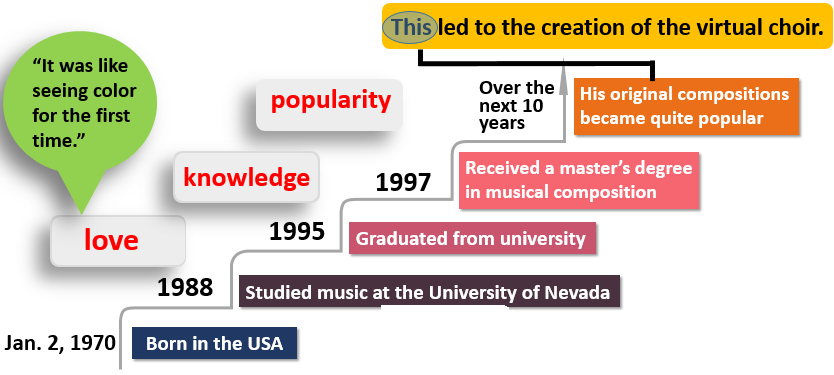 This led to the creation of the virtual choir.
“It was like
seeing color
for the first
time.”
popularity
Over the
next 10
years
His original compositions
became quite popular
knowledge
1997
Received a master’s degree
in musical composition
love
1995
Graduated from university
1988
Studied music at the University of Nevada
Jan. 2, 1970
Born in the USA